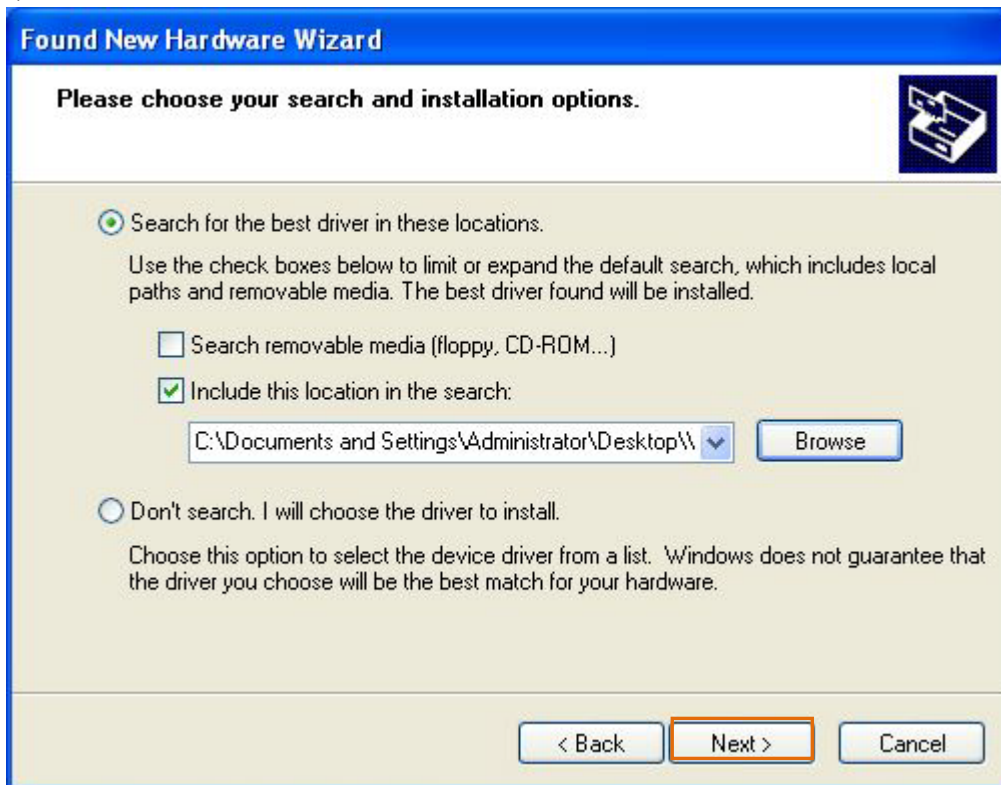 Found New Hardware Wizard
Please choose your search and installation options.
Search for the best driver in these locations.
Use the check boxes below to limit or expand the default search, which includes local
paths and removable media. The best driver found will be installed.
Search removable media (floppy, CD-ROM...)
Include this location in the search:
C:\Documents and Settings\Administrator\Desktop\\
Browse
Don't search. I will choose the driver to install.
Choose this option to select the device driver from a list. Windows does not guarantee that
the driver you choose will be the best match for your hardware.
< Back Next > Cancel